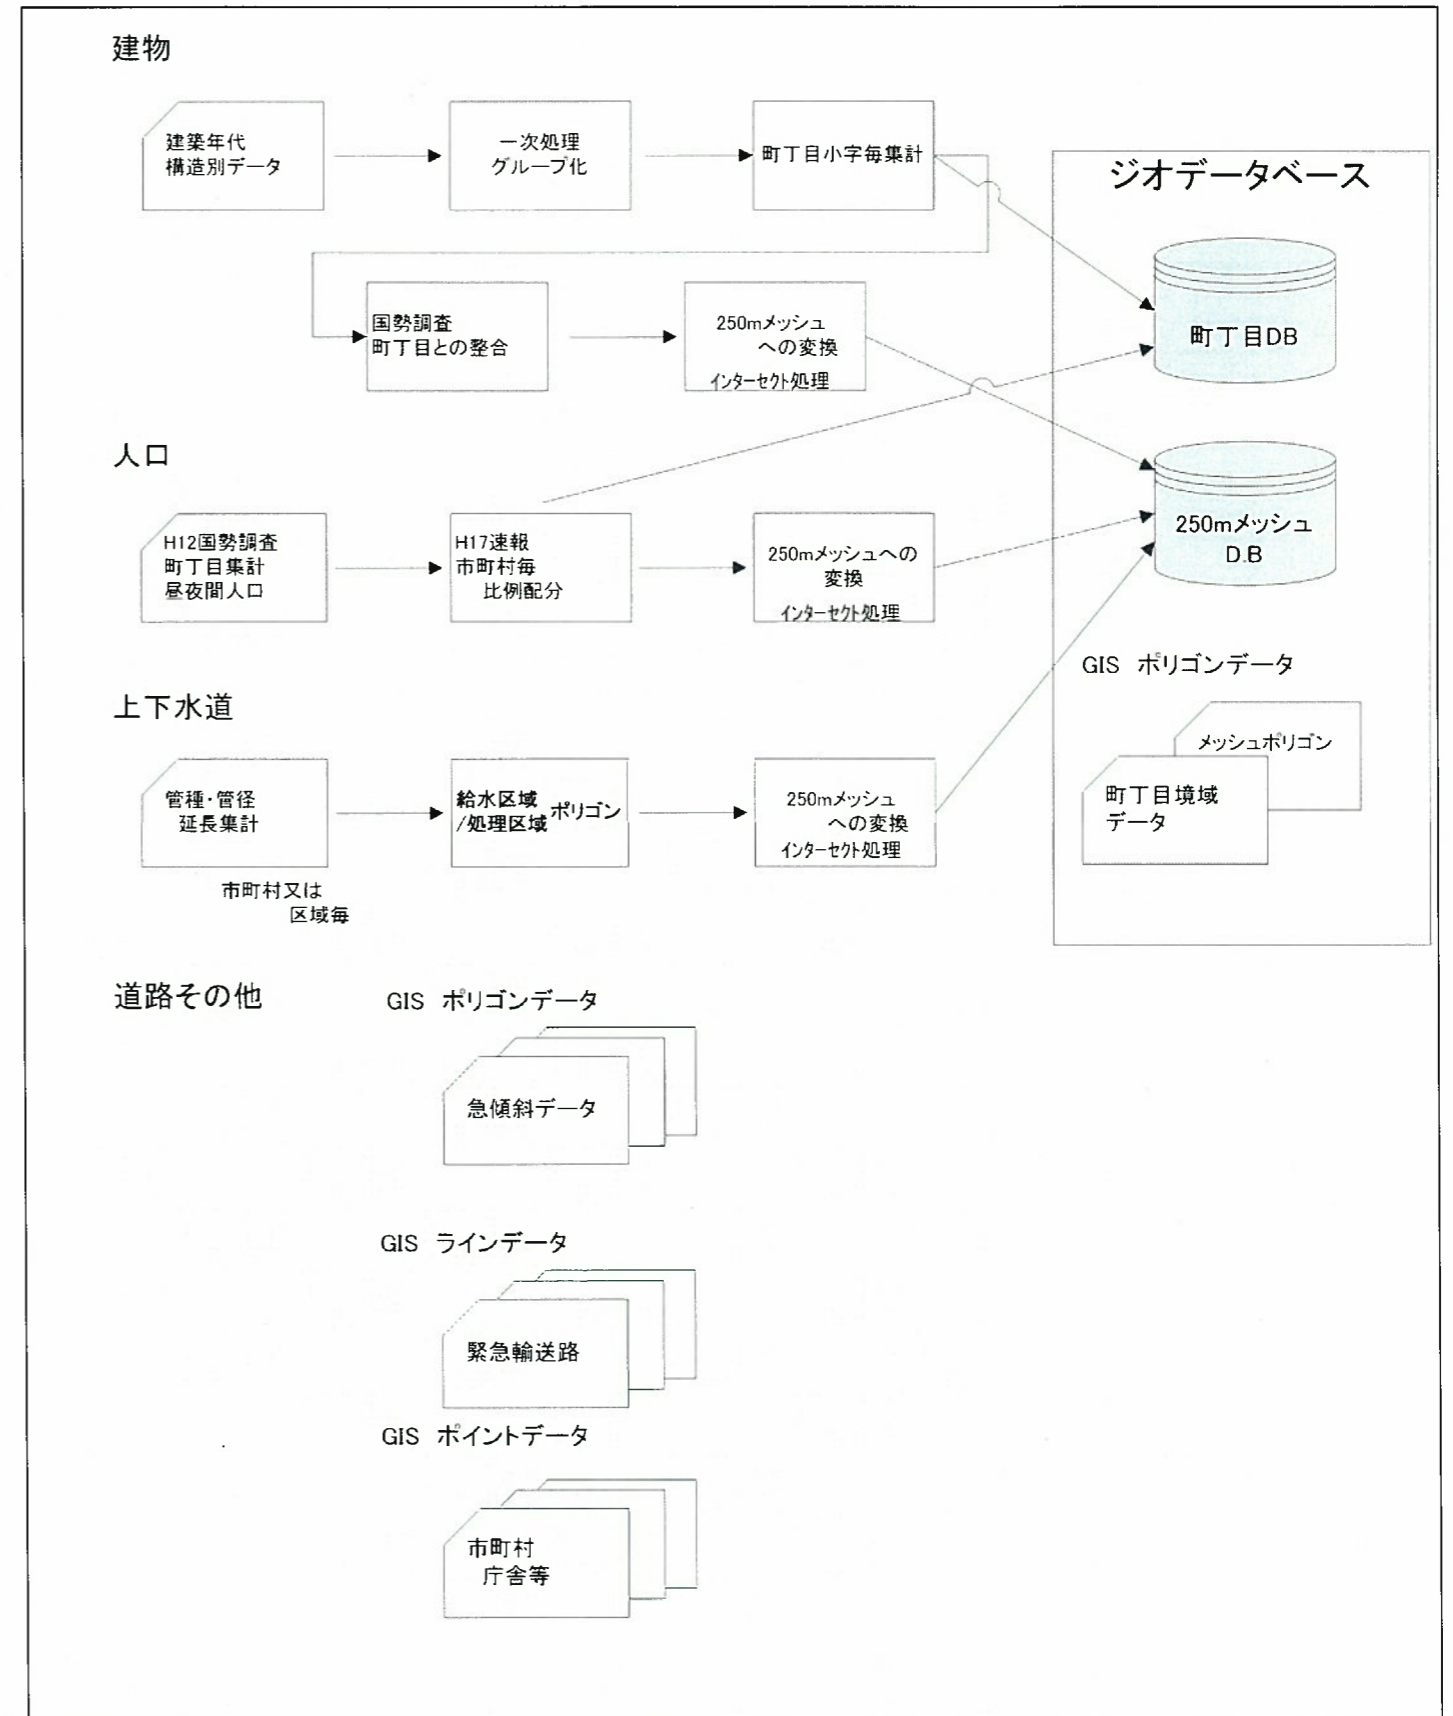 建物
建築年代
構造別データ
一次処理
グループ化
町丁目小字毎集計
国勢調査
町丁目との整合
250mメッシュ
への変換
インターセクト処理
人口
H12国勢調査
町丁目集計
昼夜間人口
H17速報
市町村毎
比例配分
250mメッシュへの
変換
インターセクト処理
上下水道
管種・管径
延長集計
市町村又は
区域毎
給水区域
/処理区域 ポリゴン
250mメッシュ
への変換
インターセクト処理
ジオデータベース
町丁目DB
250mメッシュ
D.B
GIS ポリゴンデータ
メッシュポリゴン
町丁目境域
データ
道路その他
GIS ポリゴンデータ
急傾斜データ
GIS ラインデータ
緊急輸送路
GIS ポイントデータ
市町村
庁舎等